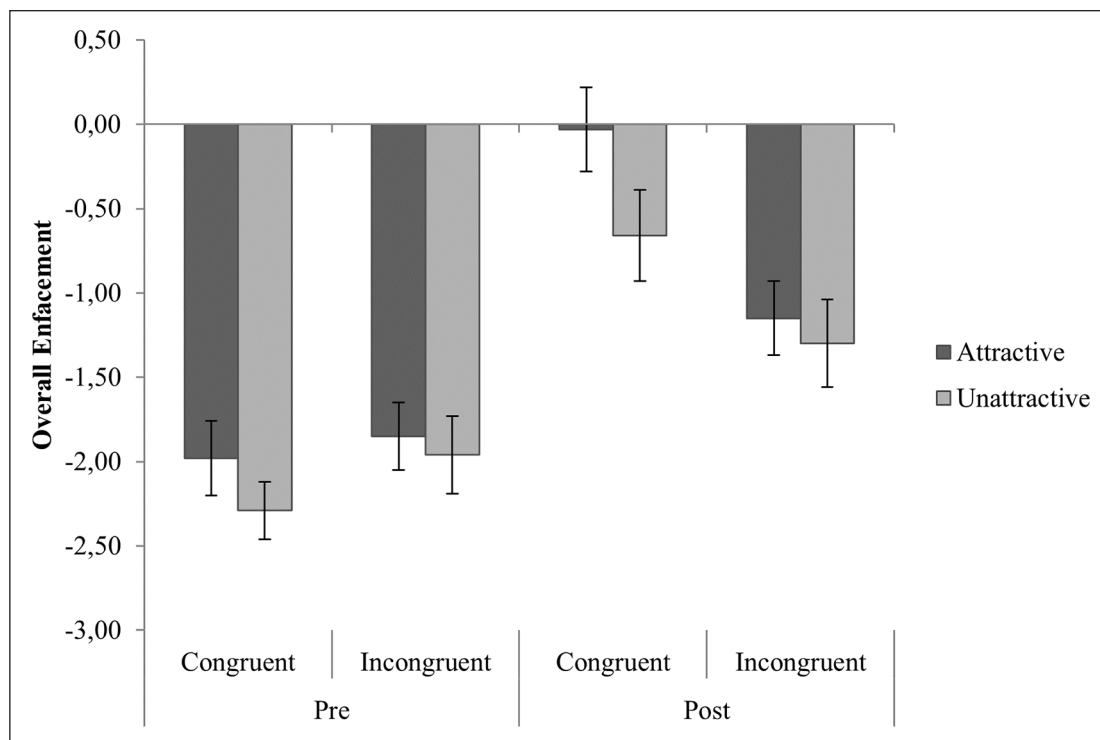 0,50
0,00
-0,50
-1,00
-1,50
-2,00
-2,50
-3,00
Overall Enfacement
Congruent Incongruent Congruent Incongruent
Pre Post
Attractive
Unattractive